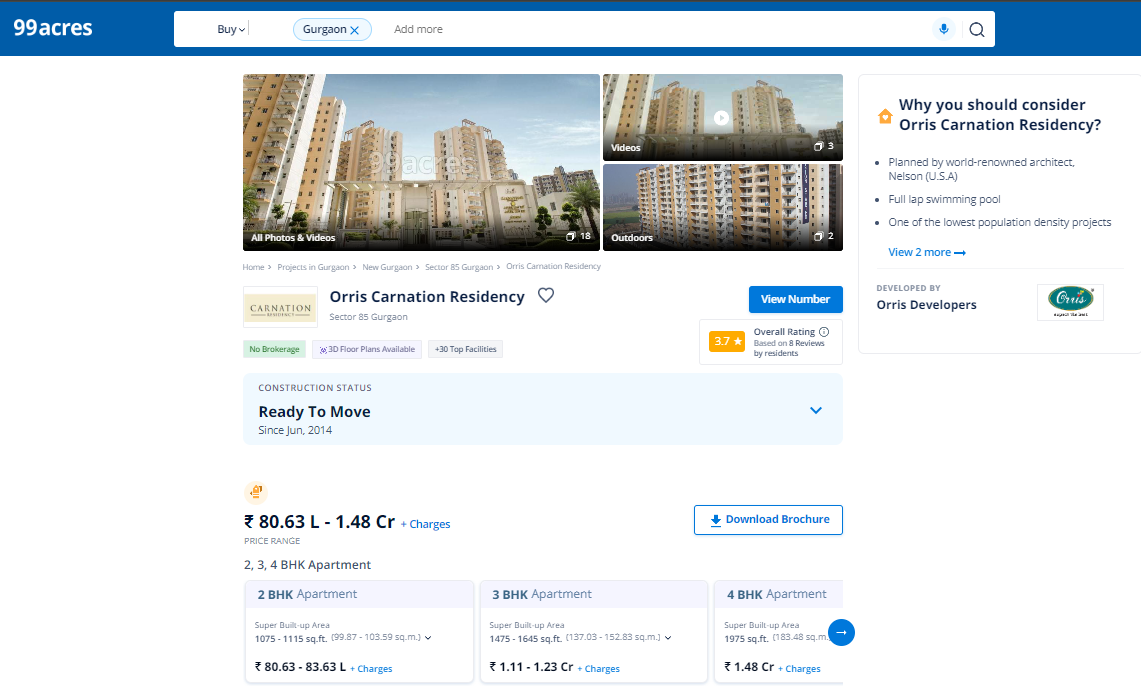 99acres
Buy
Gurgaon
Add more
99acres
All Photos & Videos
18
Videos
3
Outdoors
2
Home > Projects in Gurgaon > New Gurgaon > Sector 85 Gurgaon > Orris Carnation Residency
CARNATION
RESIDENCY
Orris Carnation Residency
Sector 85 Gurgaon
View Number
3.7 ★
Overall Rating
Based on 8 Reviews
by residents
No Brokerage
3D Floor Plans Available
+30 Top Facilities
CONSTRUCTION STATUS
Ready To Move
Since Jun, 2014
₹ 80.63 L - 1.48 Cr + Charges
PRICE RANGE
Download Brochure
2, 3, 4 BHK Apartment
2 BHK Apartment
Super Built-up Area
1075 - 1115 sq.ft. (99.87 - 103.59 sq.m.)
₹ 80.63 - 83.63 L + Charges
3 BHK Apartment
Super Built-up Area
1475 - 1645 sq.ft. (137.03 - 152.83 sq.m.)
₹ 1.11 - 1.23 Cr + Charges
4 BHK Apartment
Super Built-up Area
1975 sq.ft. (183.48 sq.m.
₹ 1.48 Cr + Charges
Why you should consider
Orris Carnation Residency?
Planned by world-renowned architect,
Nelson (U.S.A)
Full lap swimming pool
One of the lowest population density projects
View 2 more
DEVELOPED BY
Orris Developers
Orris